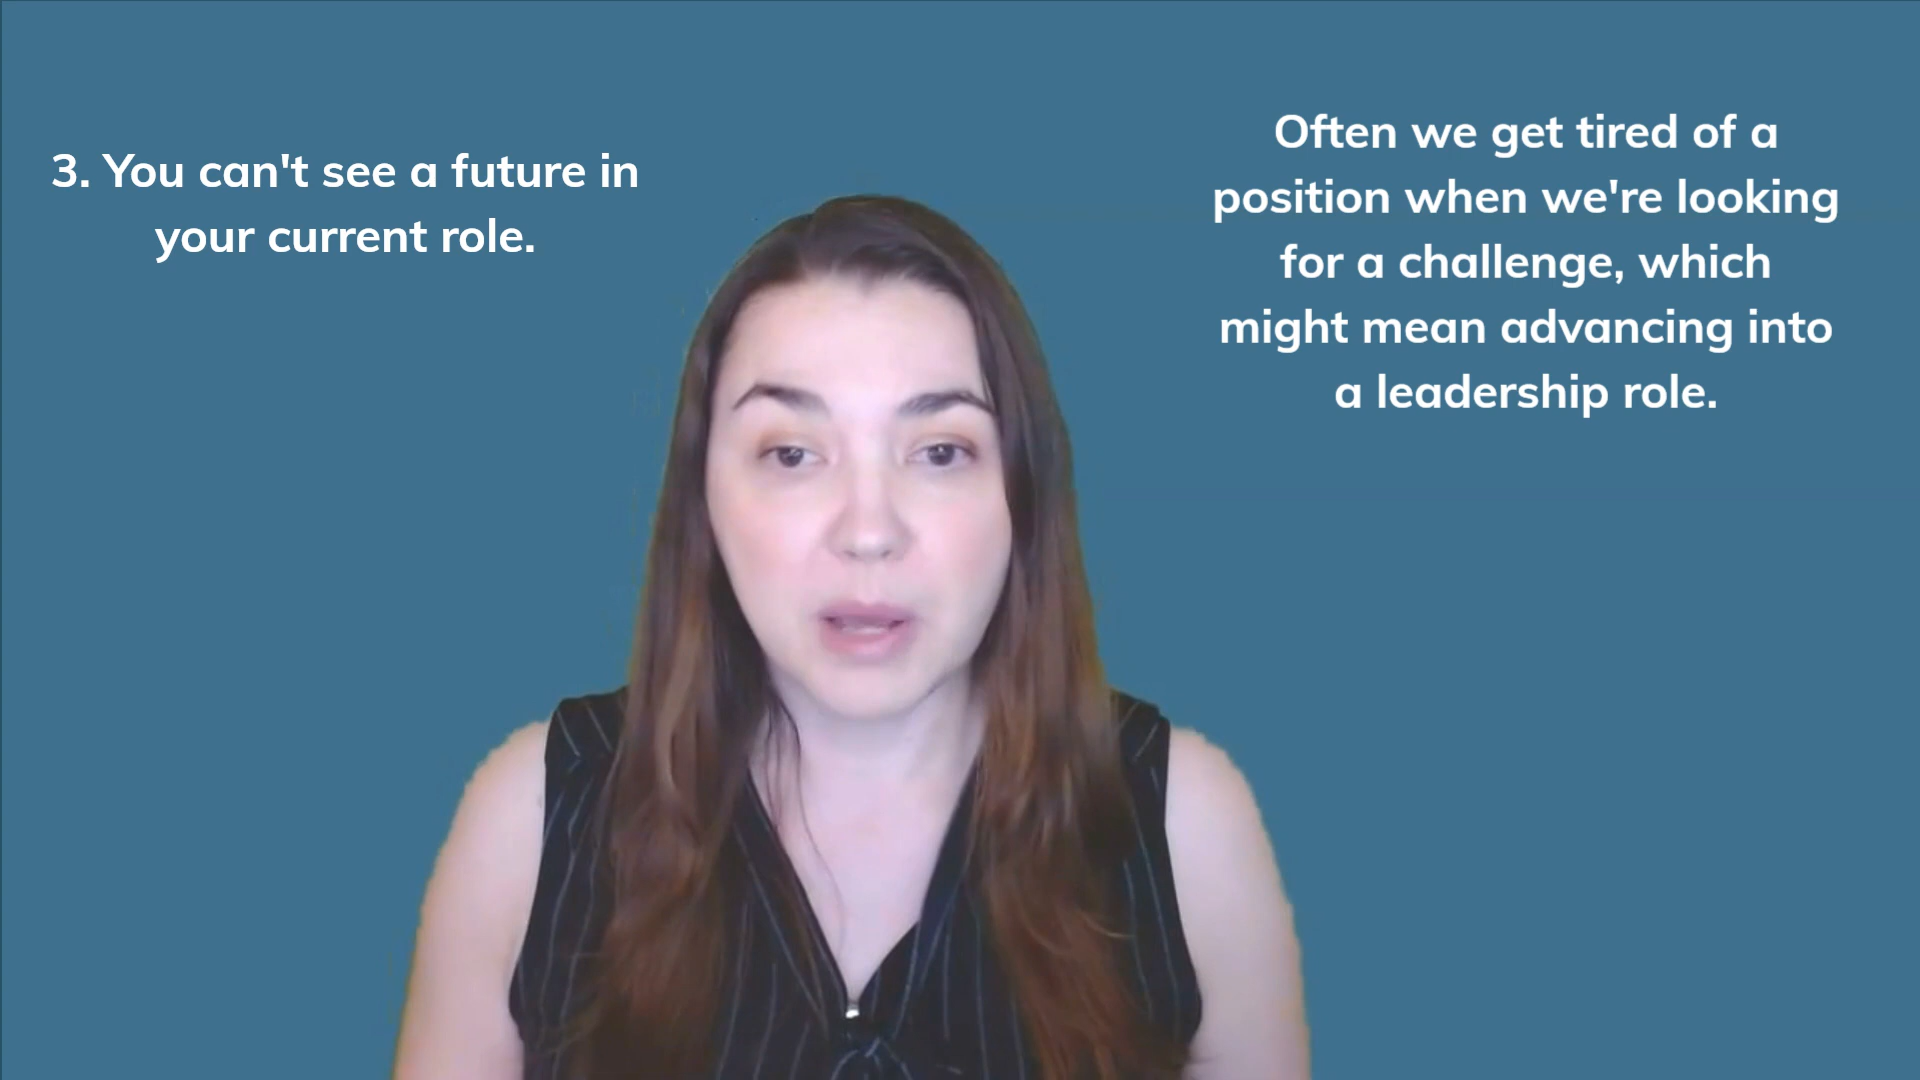 3. You can't see a future in
your current role.
Often we get tired of a
position when we're looking
for a challenge, which
might mean advancing into
a leadership role.